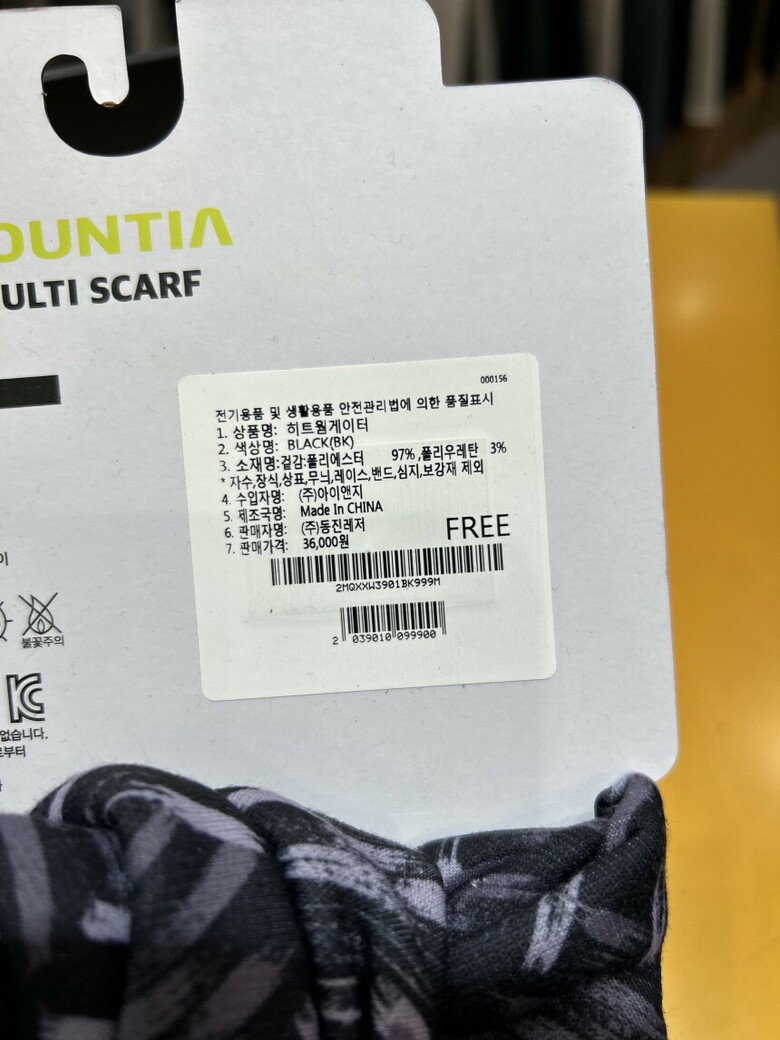 OUNTIA
ULTI SCARF
000156
전기용품 및 생활용품 안전관리법에 의한 품질표시
1. 상품명: 히트웜게이터
2. 색상명: BLACK(BK)
3. 소재명:겉감:폴리에스터 97%,폴리우레탄 3%
* 자수,장식,상표,무늬,레이스,밴드,심지,보강재 제외
4. 수입자명: (주)아이앤지
5. 제조국명: Made In CHINA
6. 판매자명: (주)동진레저
7. 판매가격: 36,000원
FREE
2MQXXW3901BK999M
2 039010 099900
이
불꽃주의
없습니다.
로부터